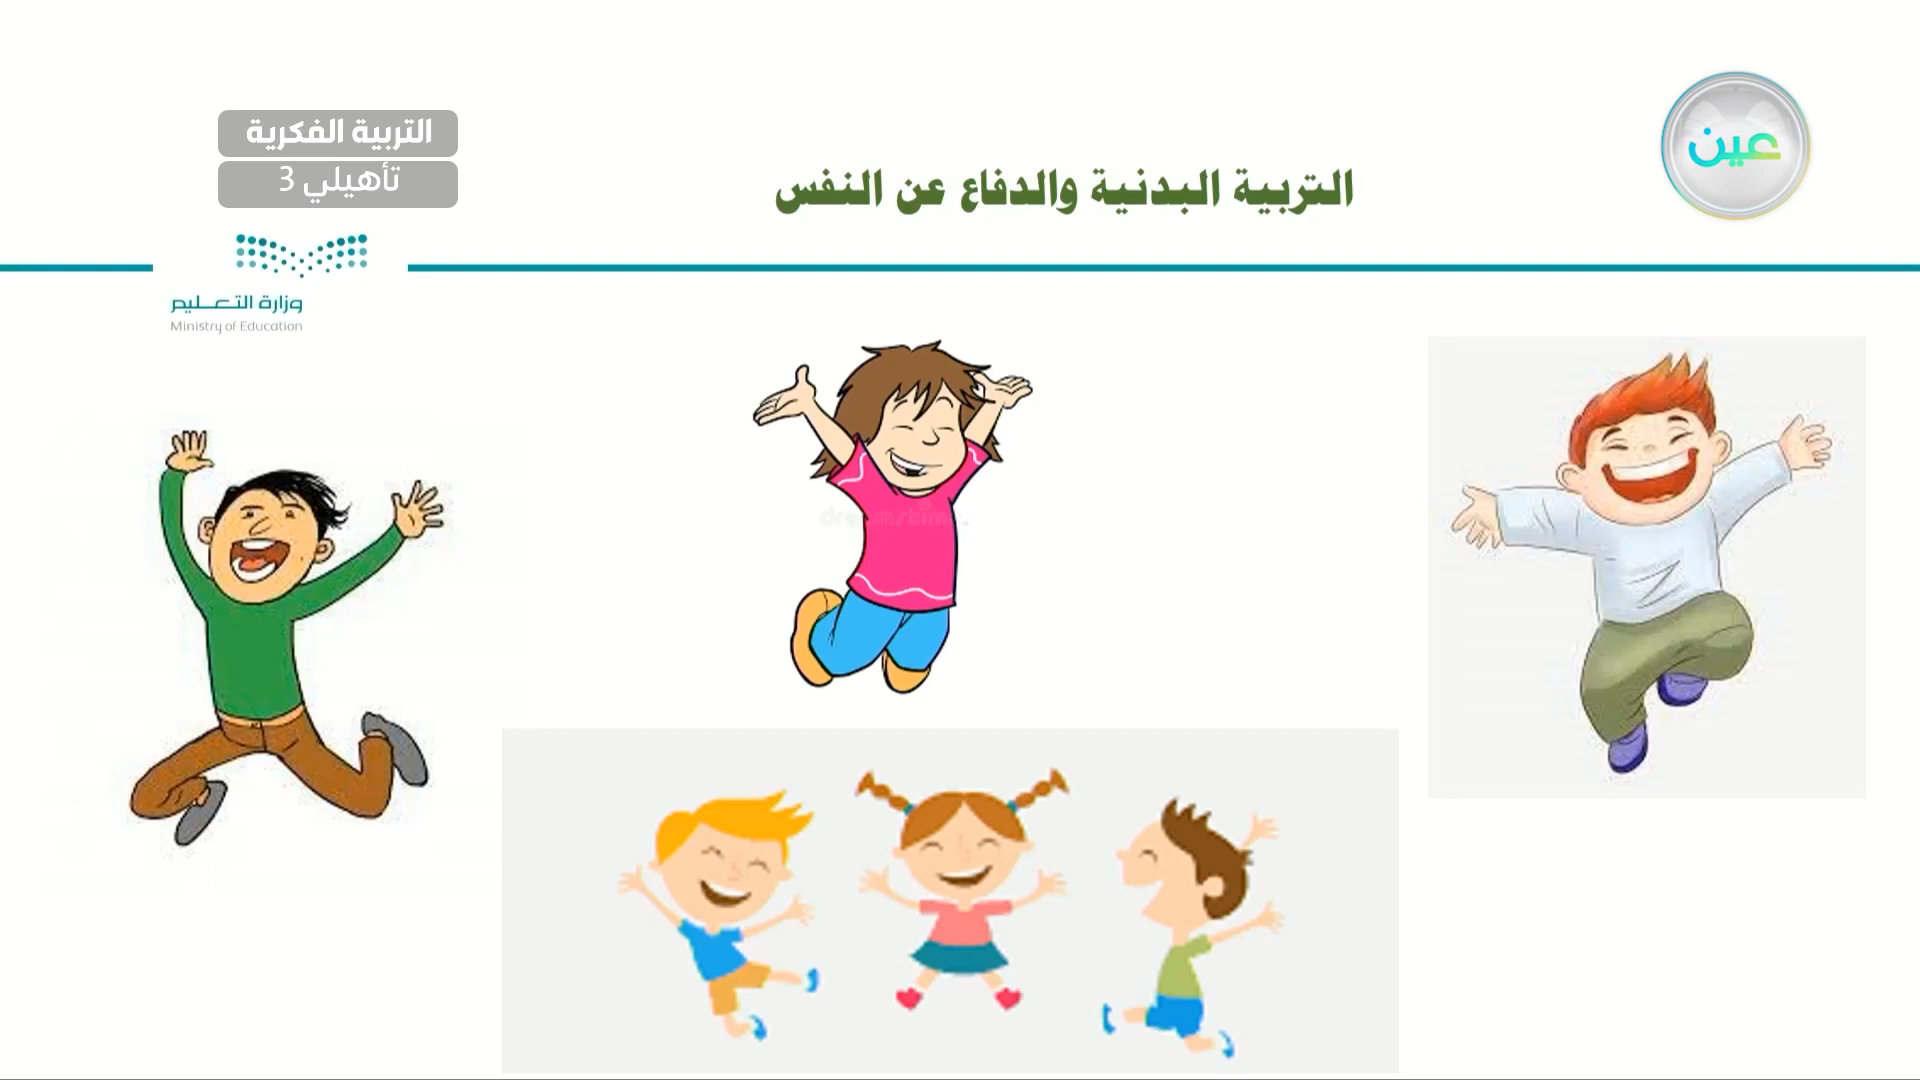 عين
التربية الفكرية
تأهيلي 3
التربية البدنية والدفاع عن النفس
وزارة التعليم
Ministry of Education